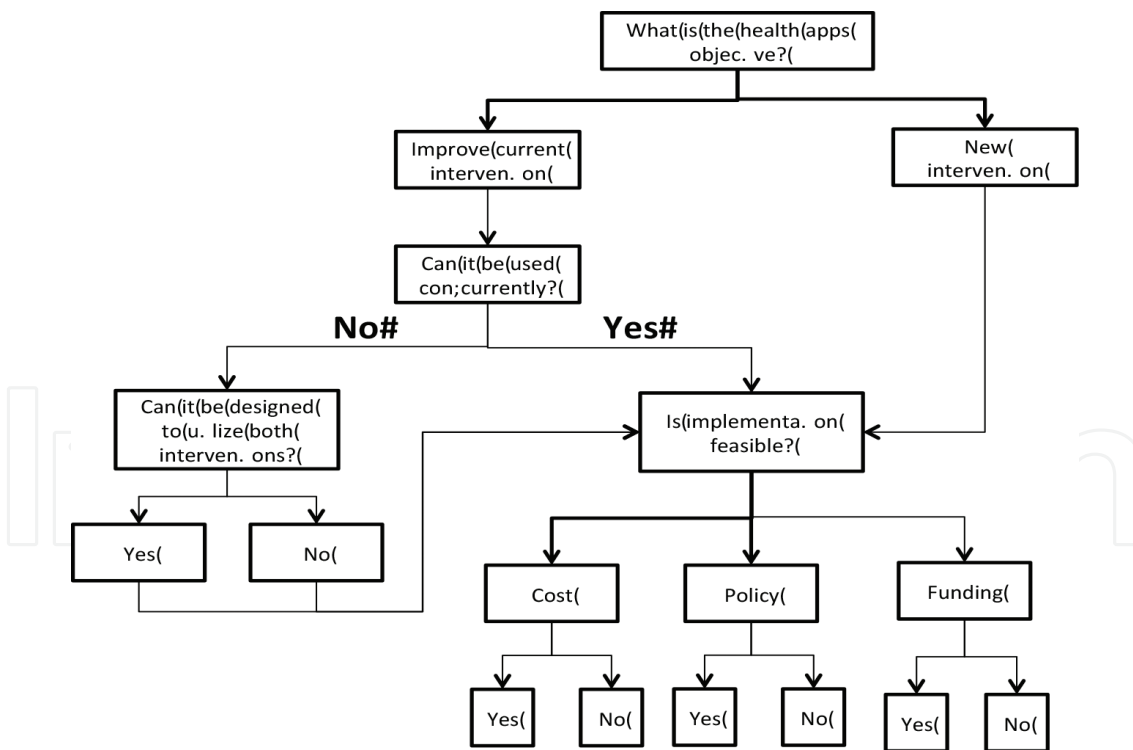 What(is(the(health(apps(
objec. ve?(
Improve(current(
interven. on(
New(
interven. on(
Can(it(be(used(
con;currently?(
No#
Yes#
Can(it(be(designed(
to(u. lize(both(
interven. ons?(
Is(implementa. on(
feasible?(
Yes(
No(
Cost(
Policy(
Funding(
Yes(
No(
Yes(
No(
Yes(
No(